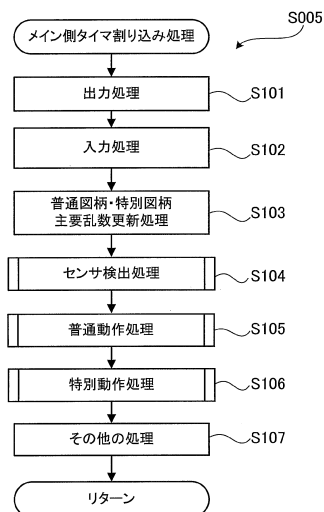 メイン側タイマ割り込み処理
S005
出力処理
S101
入力処理
S102
普通図柄・特別図柄
主要乱数更新処理
S103
センサ検出処理
S104
普通動作処理
S105
特別動作処理
S106
その他の処理
S107
リターン